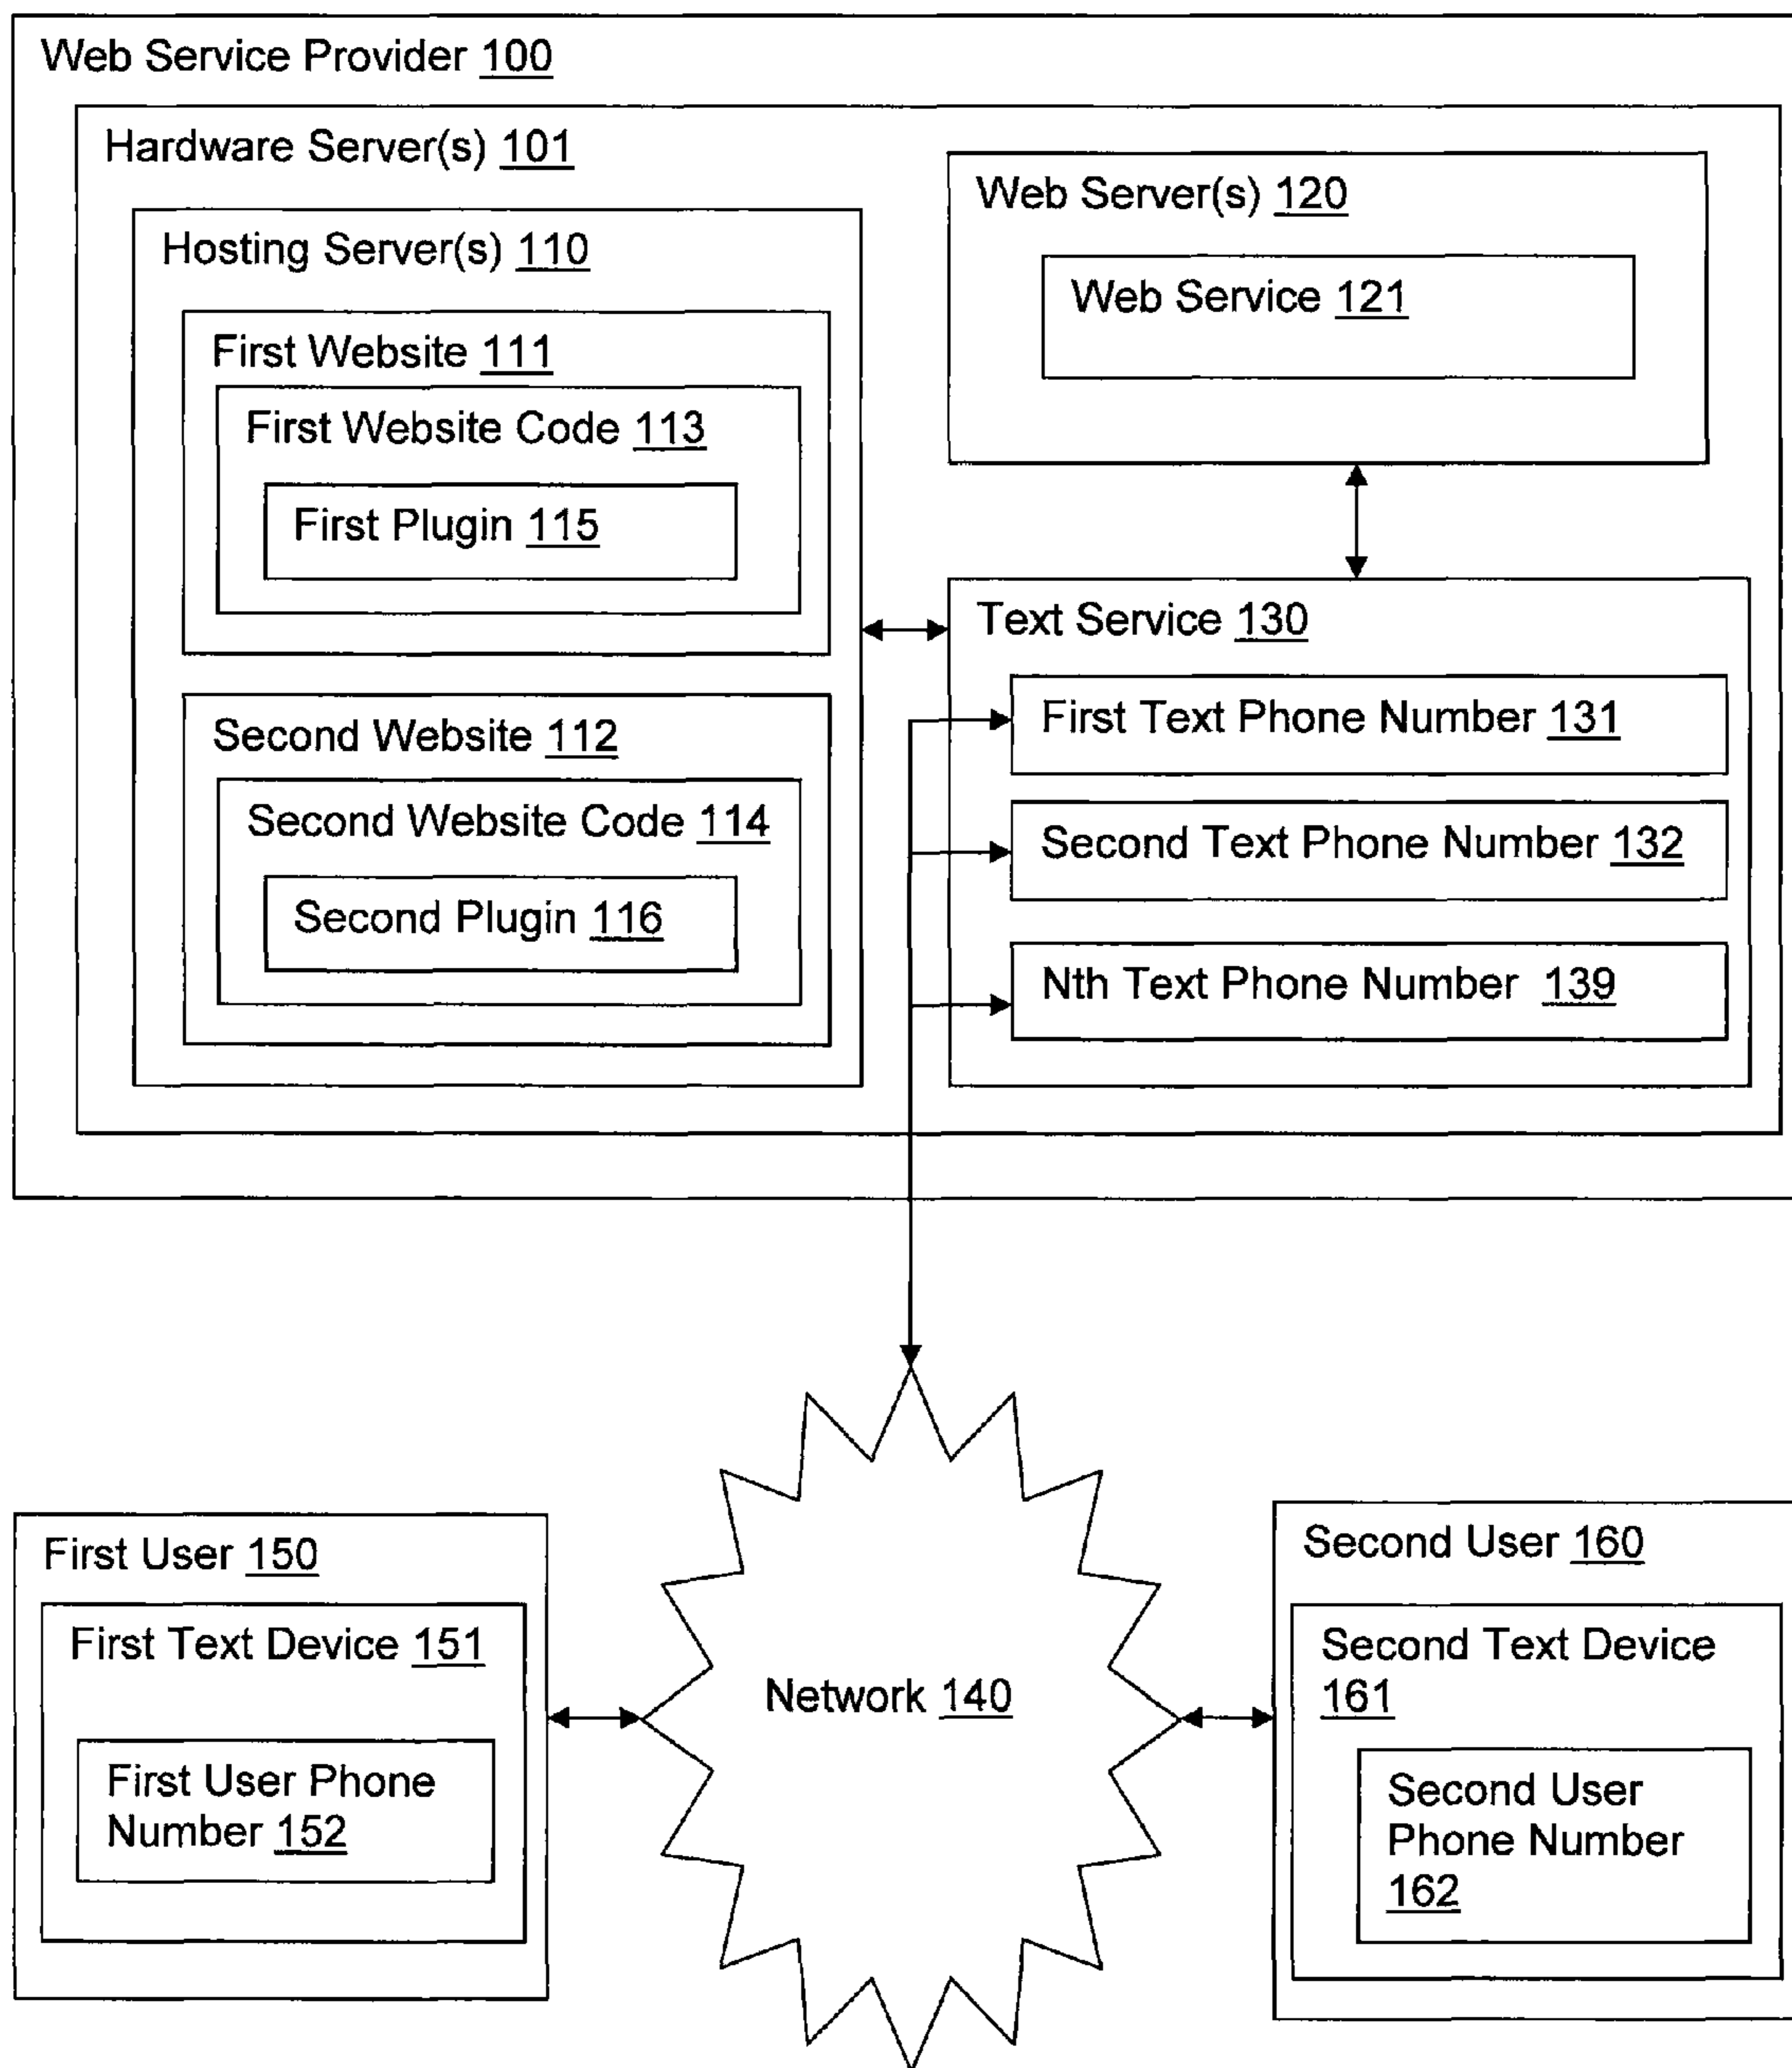 Web Service Provider 100
Hardware Server(s) 101
Hosting Server(s) 110
First Website 111
First Website Code 113
First Plugin 115
Second Website 112
Second Website Code 114
Second Plugin 116
Web Server(s) 120
Web Service 121
Text Service 130
First Text Phone Number 131
Second Text Phone Number 132
Nth Text Phone Number 139
First User 150
First Text Device 151
First User Phone
Number 152
Network 140
Second User 160
Second Text Device
161
Second User
Phone Number
162